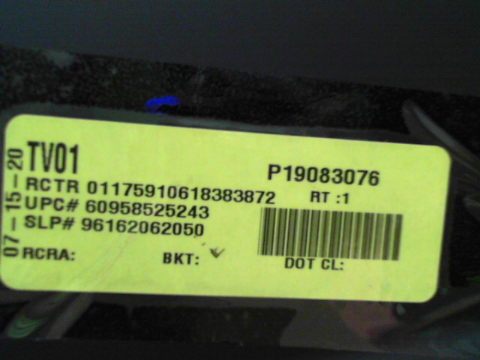 07-15-20
TV01
P19083076
RCTR 01175910618383872
RT :1
UPC# 60958525243
SLP# 96162062050
RCRA:
BKT:
DOT CL: